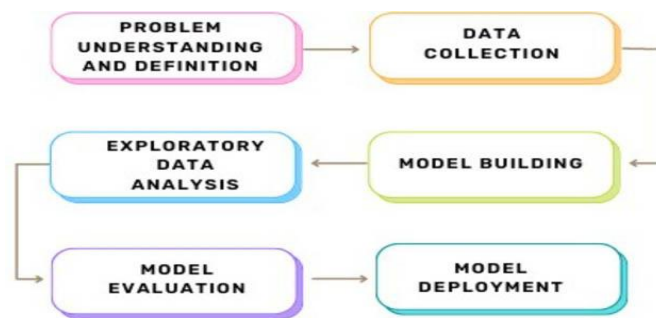 PROBLEM
UNDERSTANDING
AND DEFINITION
DATA
COLLECTION
MODEL BUILDING
EXPLORATORY
DATA
ANALYSIS
MODEL
EVALUATION
MODEL
DEPLOYMENT